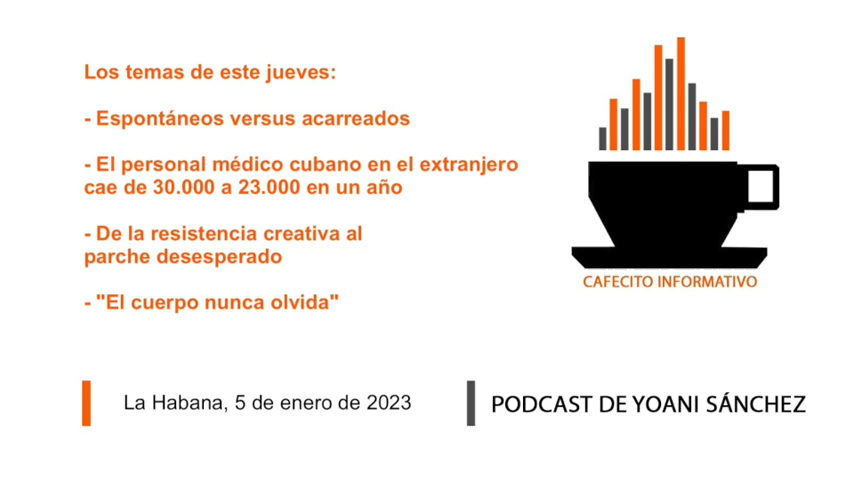 Los temas de este jueves:
- Espontáneos versus acarreados
- El personal médico cubano en el extranjero
cae de 30.000 a 23.000 en un año
- De la resistencia creativa al
parche desesperado
- "El cuerpo nunca olvida"
CAFECITO INFORMATIVO
La Habana, 5 de enero de 2023
PODCAST DE YOANI SÁNCHEZ